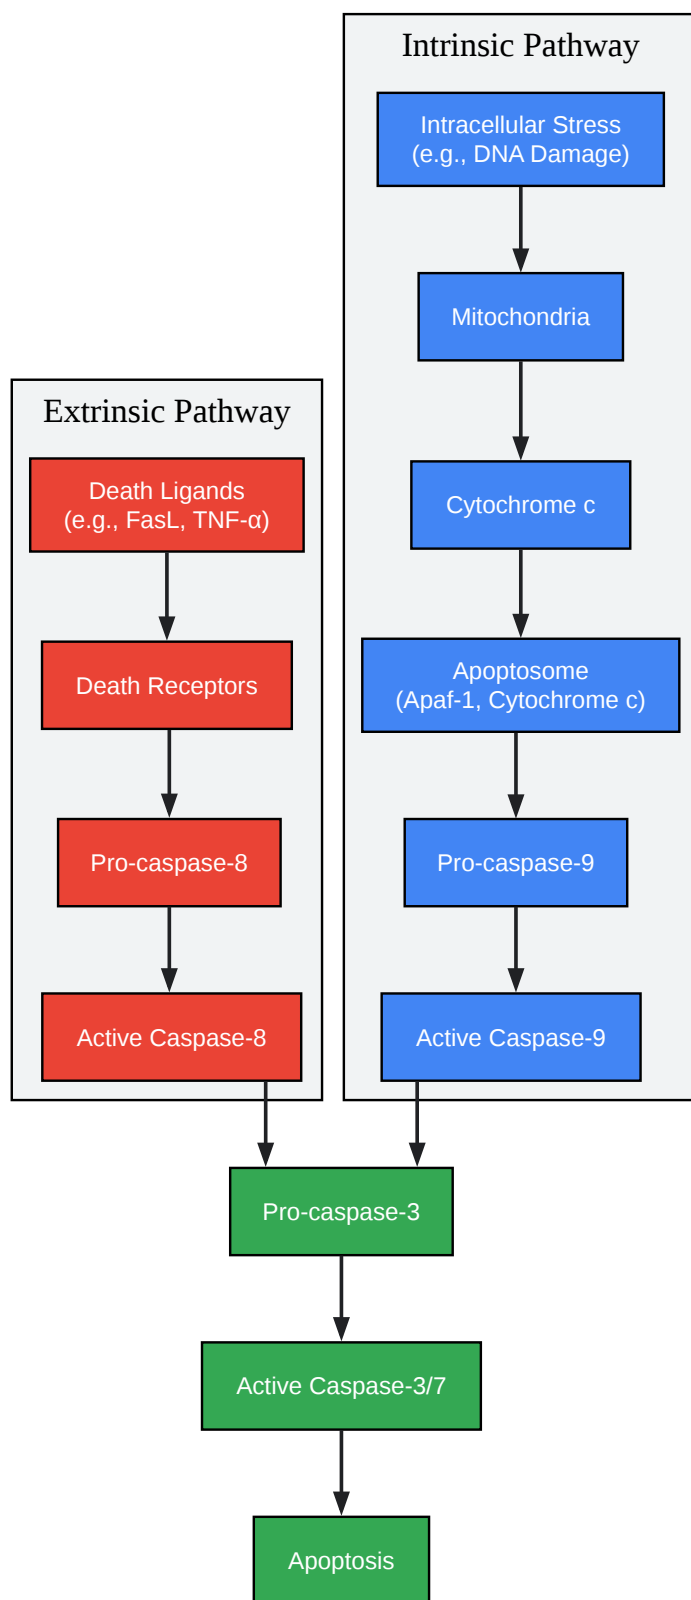 Intrinsic Pathway
Intracellular Stress
(e.g., DNA Damage)
Mitochondria
Cytochrome c
Apoptosome
(Apaf-1, Cytochrome c)
Pro-caspase-9
Active Caspase-9
Extrinsic Pathway
Death Ligands
(e.g., FasL, TNF-α)
Death Receptors
Pro-caspase-8
Active Caspase-8
Pro-caspase-3
Active Caspase-3/7
Apoptosis